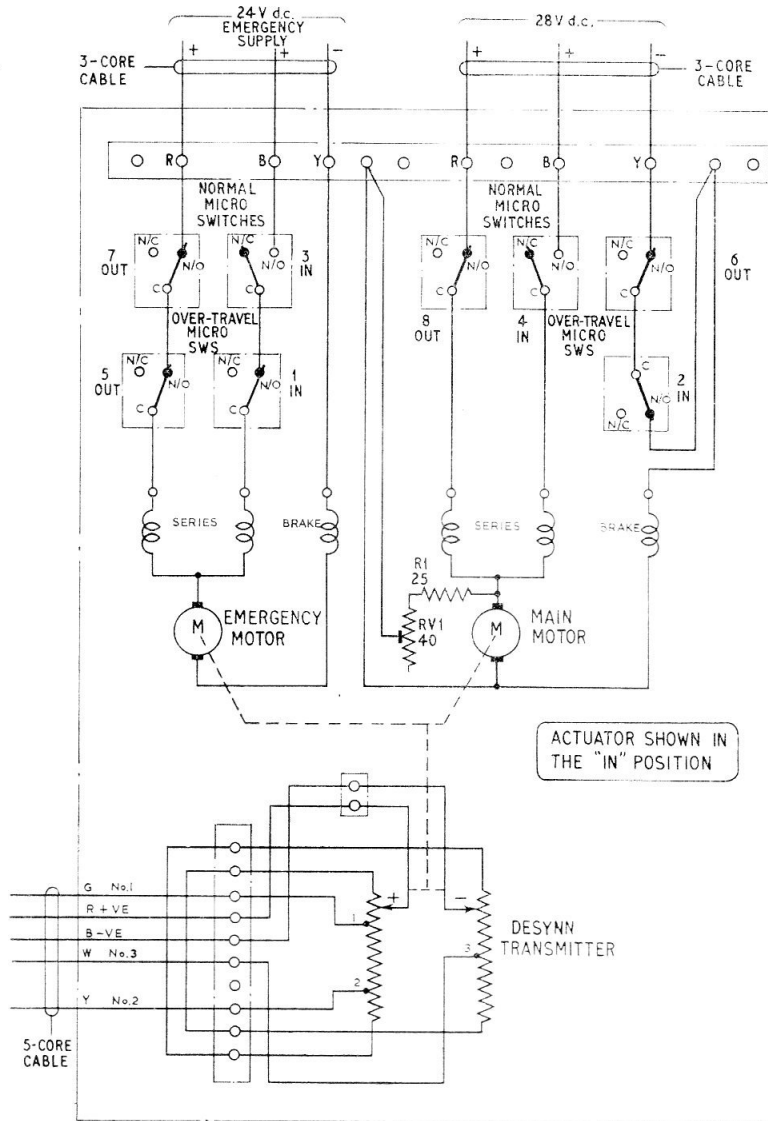 24V d.c.
EMERGENCY
SUPPLY
28V d.c.
+ + −
+ + −
3-CORE
CABLE
3-CORE
CABLE
R B Y
R B Y
NORMAL
MICRO
SWITCHES
NORMAL
MICRO
SWITCHES
N/C N/C
N/C N/C N/C
7
OUT
N/O
N/O
3
IN
N/O N/O N/O
6
OUT
C C
C C C
8
OUT
4
IN
OVER-TRAVEL
MICRO
SWS
OVER-TRAVEL
MICRO
SWS
N/C N/C
5
OUT
N/O
N/O
1
IN
C
N/O
2
IN
C C
N/C
SERIES
BRAKE
SERIES
BRAKE
R1
25
M
EMERGENCY
MOTOR
RV1
40
M
MAIN
MOTOR
ACTUATOR SHOWN IN
THE "IN" POSITION
G No.1
R +VE
B-VE
W No.3
Y No.2
+
−
1
2
3
DESYNN
TRANSMITTER
5-CORE
CABLE